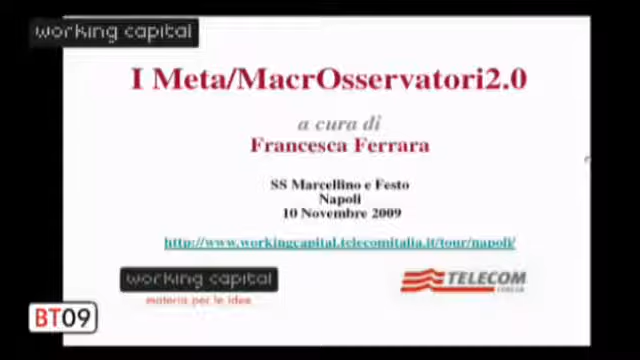 working capital
I Meta/MacrOsservatori2.0
a cura di
Francesca Ferrara
SS Marcellino e Festo
Napoli
10 Novembre 2009
http://www.workingcapital.telecomitalia.it/tour/napoli/
working capital
materia per le idee
TELECOM
ITALIA
BT09